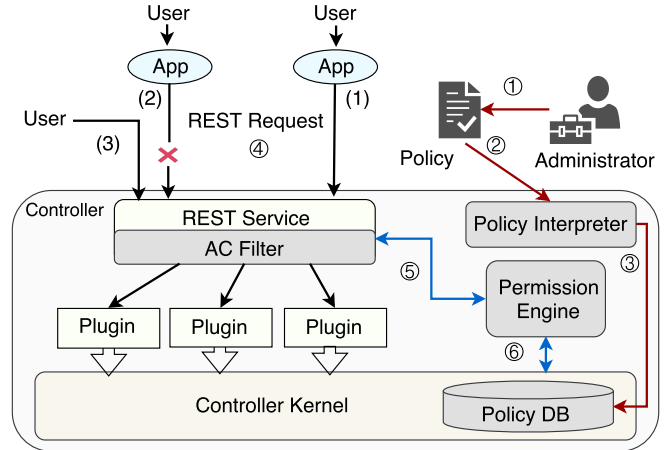 User
User
App
App
(2)
(1)
①
User
(3)
REST Request
④
②
Policy
Administrator
Controller
REST Service
AC Filter
Policy Interpreter
⑤
③
Permission
Engine
Plugin
Plugin
Plugin
⑥
Controller Kernel
Policy DB